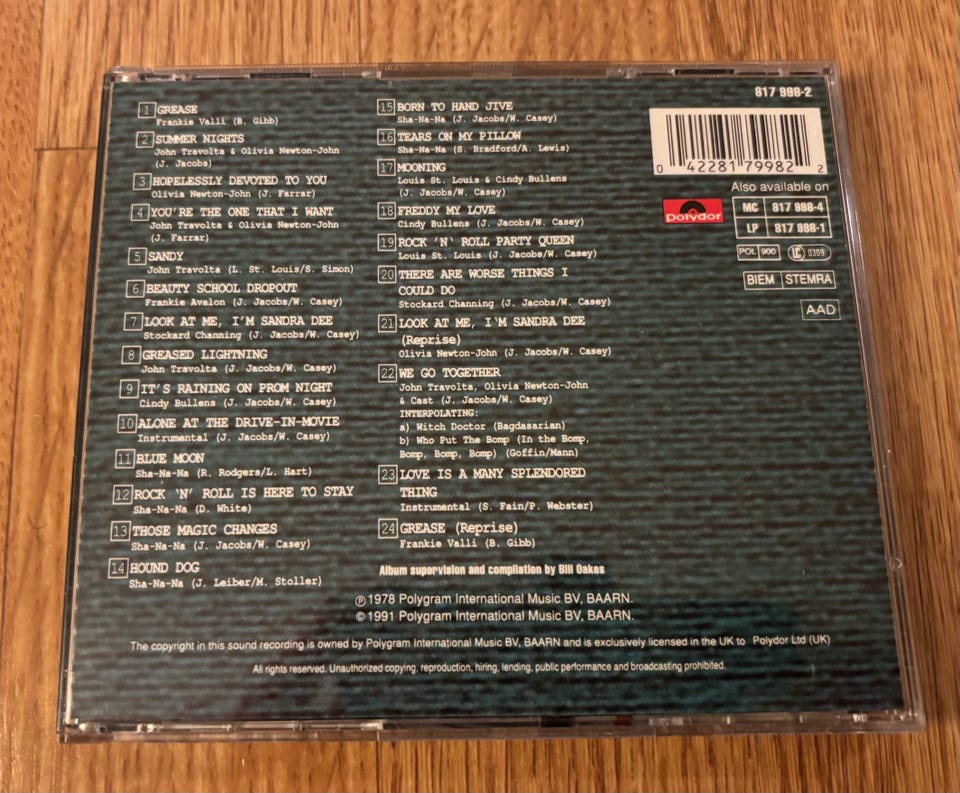 1 GREASE
Frankie Valli (B. Gibb)
2 SUMMER NIGHTS
John Travolta & Olivia Newton-John
(J. Jacobs)
3 HOPELESSLY DEVOTED TO YOU
Olivia Newton-John (J. Farrar)
4 YOU'RE THE ONE THAT I WANT
John Travolta & Olivia Newton-John
(J. Farrar)
5 SANDY
John Travolta (L. St. Louis/S. Simon)
6 BEAUTY SCHOOL DROPOUT
Frankie Avalon (J. Jacobs/W. Casey)
7 LOOK AT ME, I'M SANDRA DEE
Stockard Channing (J. Jacobs/W. Casey)
8 GREASED LIGHTNING
John Travolta (J. Jacobs/W. Casey)
9 IT'S RAINING ON PROM NIGHT
Cindy Bullens (J. Jacobs/W. Casey)
10 ALONE AT THE DRIVE-IN-MOVIE
Instrumental (J. Jacobs/W. Casey)
11 BLUE MOON
Sha-Na-Na (R. Rodgers/L. Hart)
12 ROCK 'N' ROLL IS HERE TO STAY
Sha-Na-Na (D. White)
13 THOSE MAGIC CHANGES
Sha-Na-Na (J. Jacobs/W. Casey)
14 HOUND DOG
Sha-Na-Na (J. Leiber/M. Stoller)
15 BORN TO HAND JIVE
Sha-Na-Na (J. Jacobs/W. Casey)
16 TEARS ON MY PILLOW
Sha-Na-Na (S. Bradford/A. Lewis)
17 MOONING
Louis St. Louis & Cindy Bullens
(J. Jacobs/W. Casey)
18 FREDDY MY LOVE
Cindy Bullens (J. Jacobs/W. Casey)
19 ROCK 'N' ROLL PARTY QUEEN
Louis St. Louis (J. Jacobs/W. Casey)
20 THERE ARE WORSE THINGS I
COULD DO
Stockard Channing (J. Jacobs/W. Casey)
21 LOOK AT ME, I'M SANDRA DEE
(Reprise)
Olivia Newton-John (J. Jacobs/W. Casey)
22 WE GO TOGETHER
John Travolta, Olivia Newton-John
& Cast (J. Jacobs/W. Casey)
INTERPOLATING:
a) Witch Doctor (Bagdasarian)
b) Who Put The Bomp (In the Bomp,
Bomp, Bomp, Bomp) (Goffin/Mann)
23 LOVE IS A MANY SPLENDORED
THING
Instrumental (S. Fain/P. Webster)
24 GREASE (Reprise)
Frankie Valli (B. Gibb)
817 998-2
0 42281 79982 2
Also available on
polydor
MC 817 998-4
LP 817 998-1
POL 900 LC 0309
BIEM STEMRA
AAD
Album supervision and compilation by Bill Oakes
℗ 1978 Polygram International Music BV, BAARN.
© 1991 Polygram International Music BV, BAARN.
The copyright in this sound recording is owned by Polygram International Music BV, BAARN and is exclusively licensed in the UK to Polydor Ltd (UK)
All rights reserved. Unauthorized copying, reproduction, hiring, lending, public performance and broadcasting prohibited.